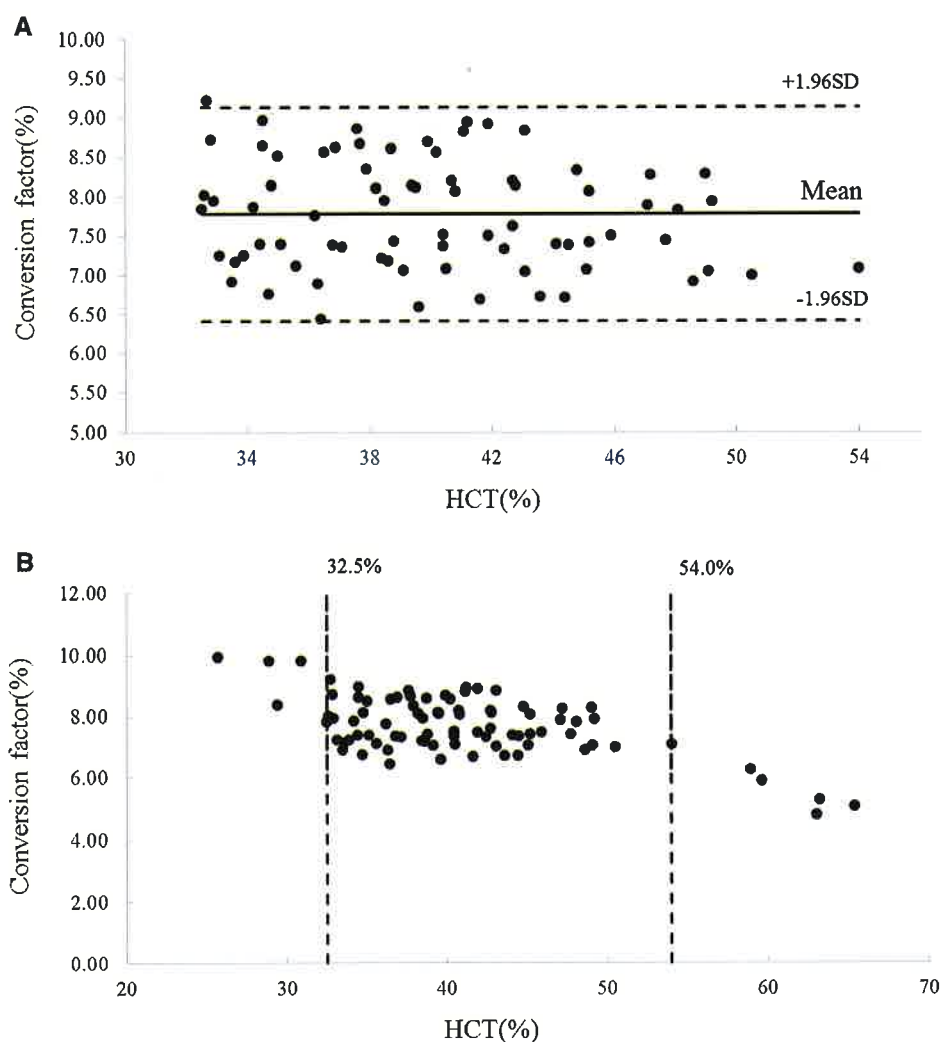 A
10.00
9.50
+1.96SD
9.00
8.50
8.00
Mean
7.50
7.00
-1.96SD
6.50
6.00
5.50
5.00
Conversion factor(%)
30 34 38 42 46 50 54
HCT(%)
B
32.5% 54.0%
12.00
10.00
8.00
6.00
4.00
2.00
0.00
Conversion factor(%)
20 30 40 50 60 70
HCT(%)